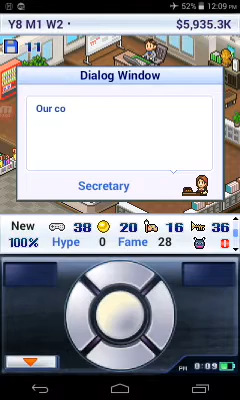 52% 12:09 PM
Y8 M1 W2 $5,935.3K
11
Dialog Window
Our co
Secretary
New 38 20 16 36
100% Hype 0 Fame 28
PM 0:09